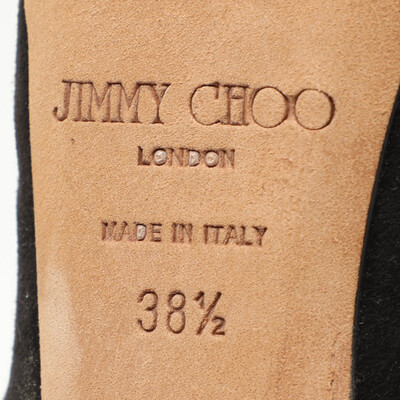 JIMMY CHOO
LONDON
MADE IN ITALY
38½